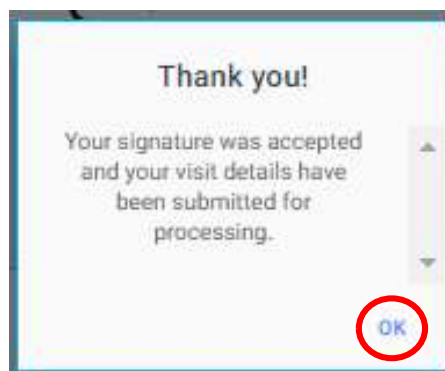 Thank you!
Your signature was accepted
and your visit details have
been submitted for
processing.
OK